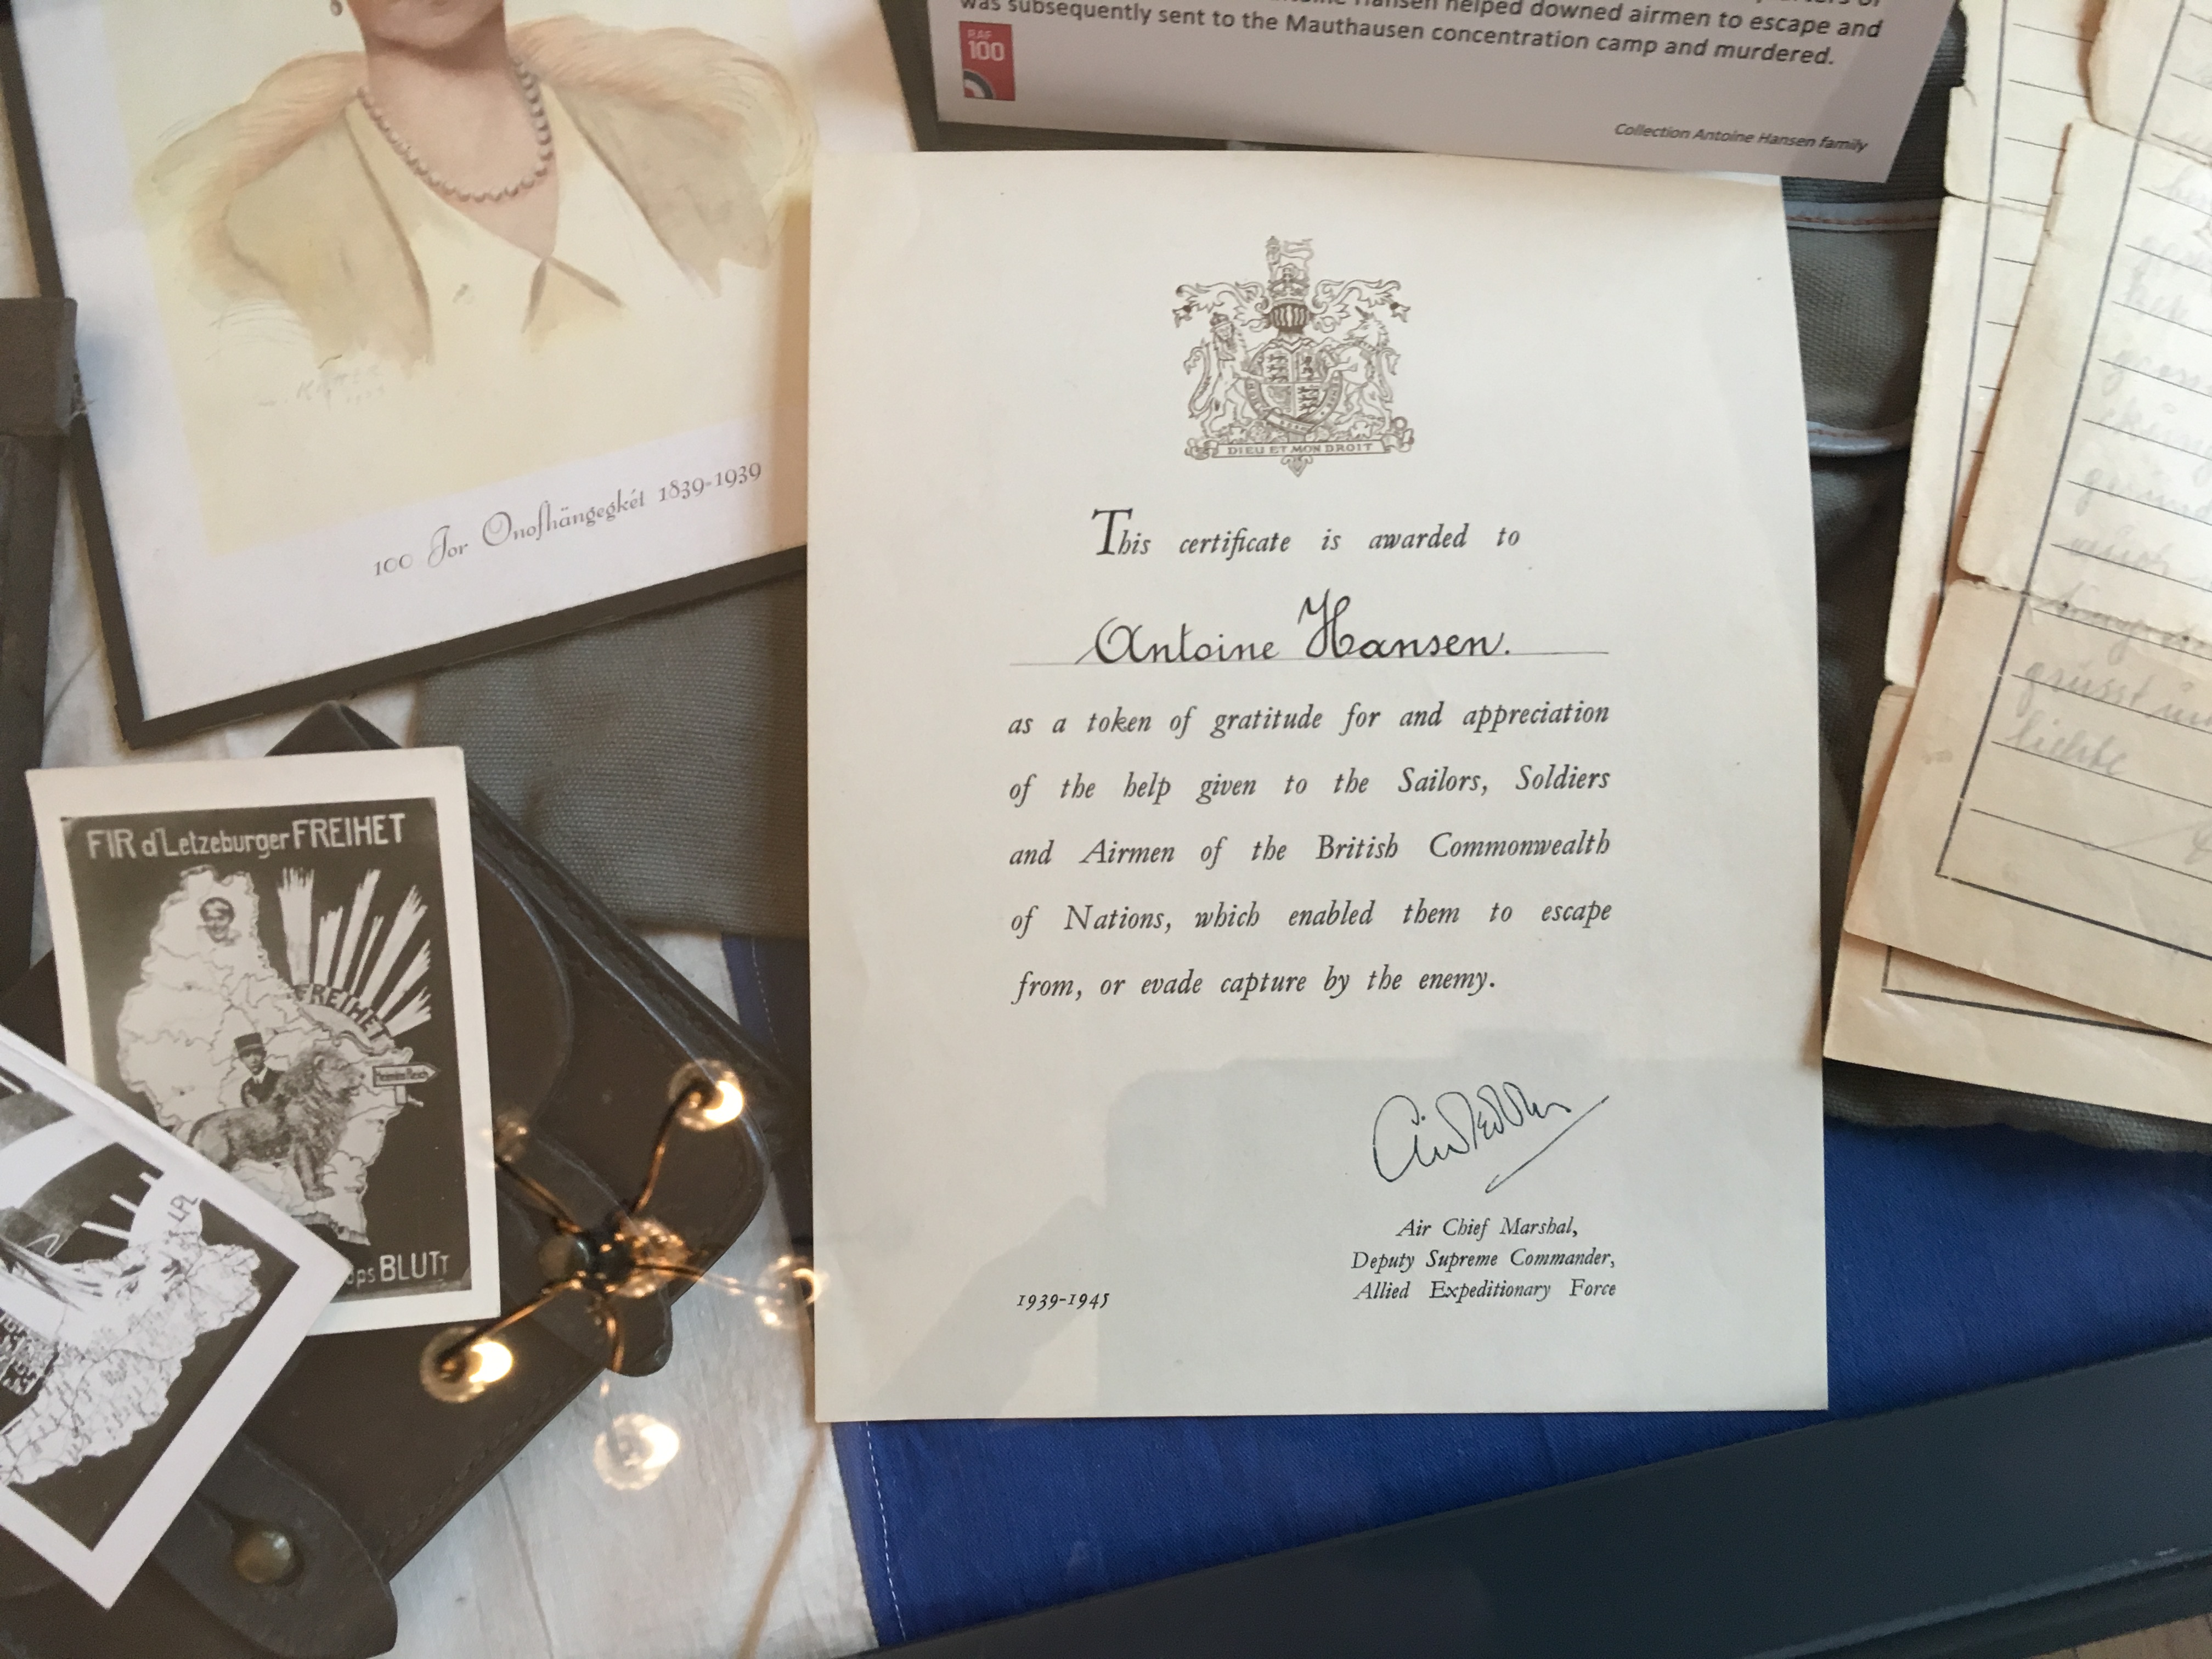 Hansen helped downed airmen to escape and
was subsequently sent to the Mauthausen concentration camp and murdered.
RAF
100
Collection Antoine Hansen family
100 Jor Onofhängegkét 1839-1939
DIEU ET MON DROIT
This certificate is awarded to
Antoine Hansen.
as a token of gratitude for and appreciation
of the help given to the Sailors, Soldiers
and Airmen of the British Commonwealth
of Nations, which enabled them to escape
from, or evade capture by the enemy.
Air Chief Marshal,
Deputy Supreme Commander,
Allied Expeditionary Force
1939-1945
FIR d'Letzeburger FREIHET
FREIHET
BLUTT
LPL
grüsst